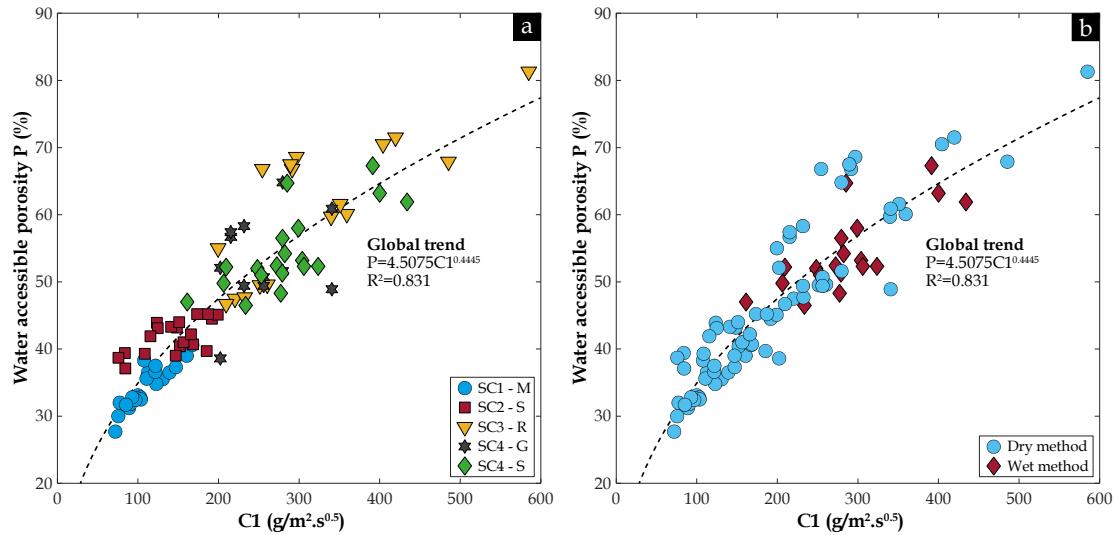 a
Water accessible porosity P (%)
90
80
70
60
50
40
30
20
Global trend
P=4.5075C1^0.4445
R²=0.831
SC1 - M
SC2 - S
SC3 - R
SC4 - G
SC4 - S
0 100 200 300 400 500 600
C1 (g/m².s^0.5)
b
Water accessible porosity P (%)
90
80
70
60
50
40
30
20
Global trend
P=4.5075C1^0.4445
R²=0.831
Dry method
Wet method
0 100 200 300 400 500 600
C1 (g/m².s^0.5)